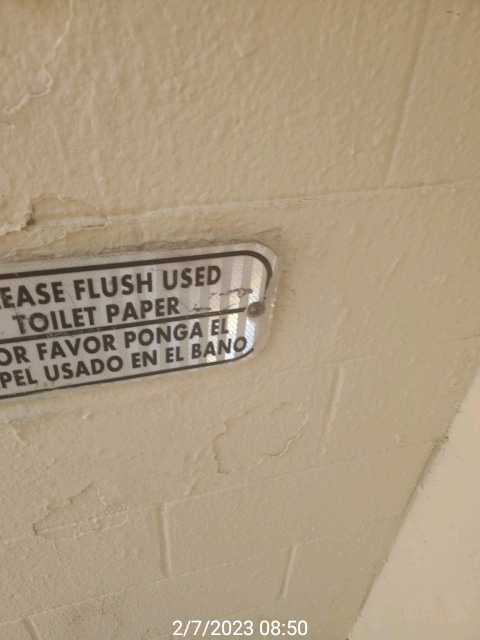 EASE FLUSH USED
TOILET PAPER
OR FAVOR PONGA EL
PEL USADO EN EL BANO
2/7/2023 08:50